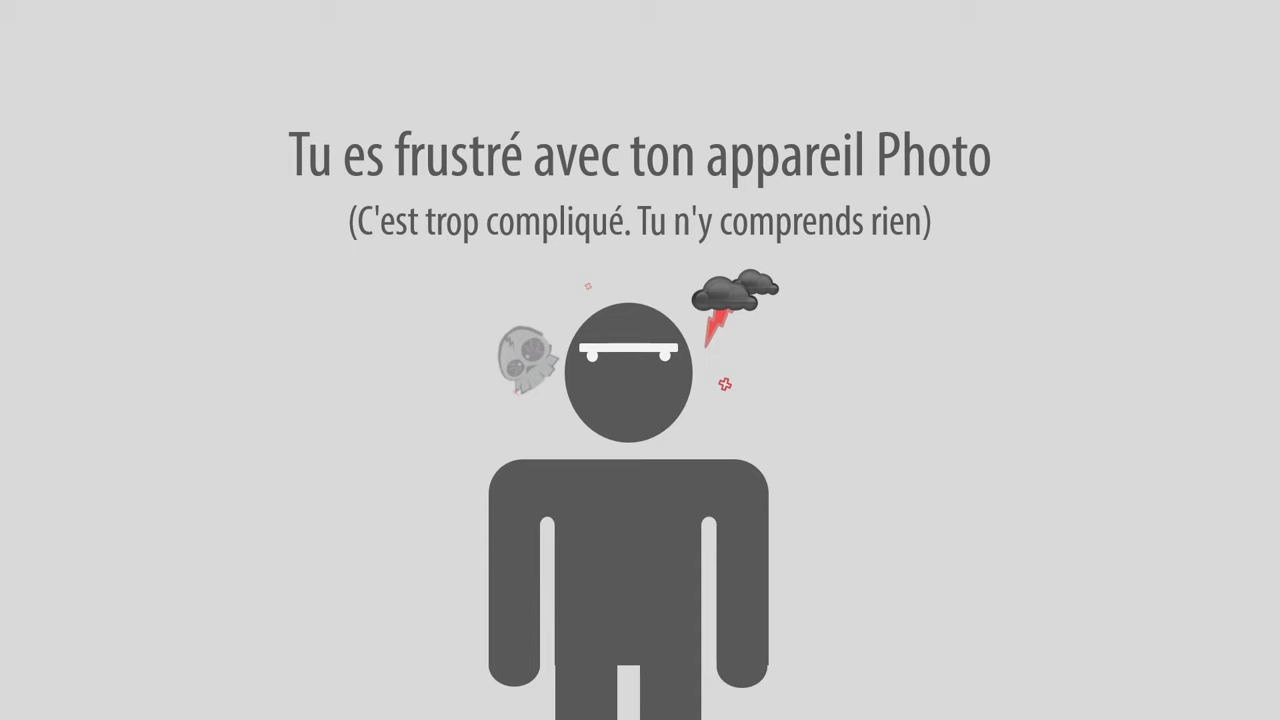 Tu es frustré avec ton appareil Photo
(C'est trop compliqué. Tu n'y comprends rien)